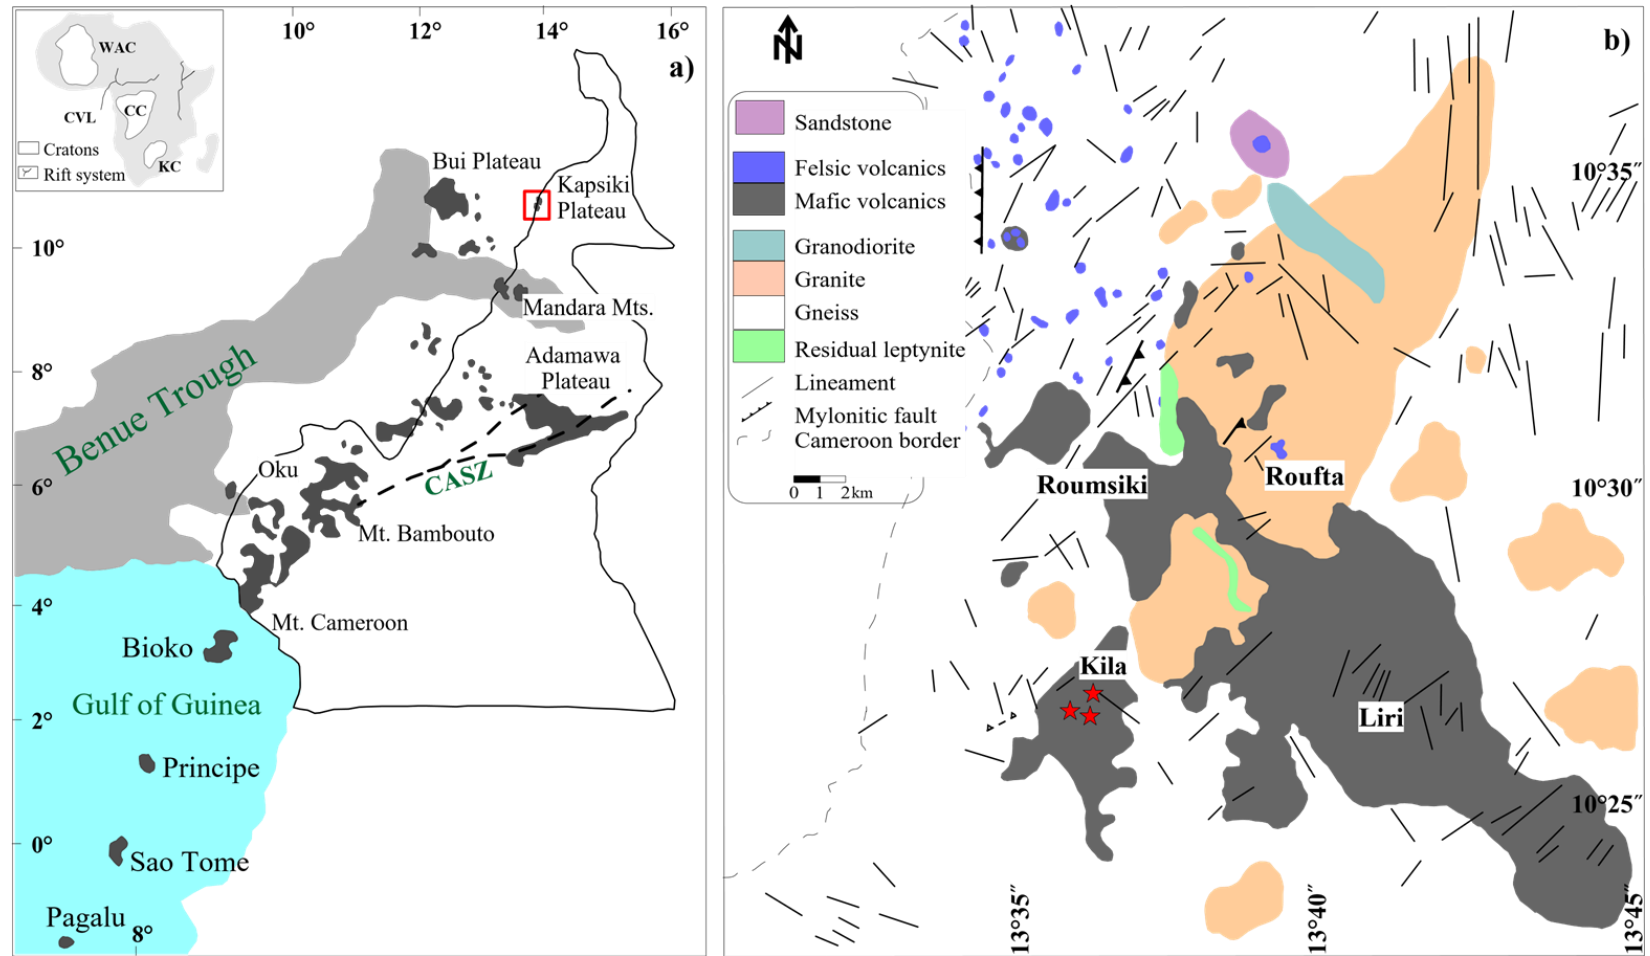 10°
12°
14°
16°
a)
WAC
CVL
CC
KC
Cratons
Rift system
Bui Plateau
Kapsiki
Plateau
10°
Mandara Mts.
8°
Adamawa
Plateau
Benue Trough
Oku
CASZ
6°
Mt. Bambouto
4°
Mt. Cameroon
Bioko
Gulf of Guinea
2°
Principe
0°
Sao Tome
Pagalu
8°
N
b)
Sandstone
Felsic volcanics
Mafic volcanics
Granodiorite
Granite
Gneiss
Residual leptynite
Lineament
Mylonitic fault
Cameroon border
0 1 2km
10°35″
Roumsiki
Roufta
10°30″
Kila
Liri
10°25″
13°35″
13°40″
13°45″